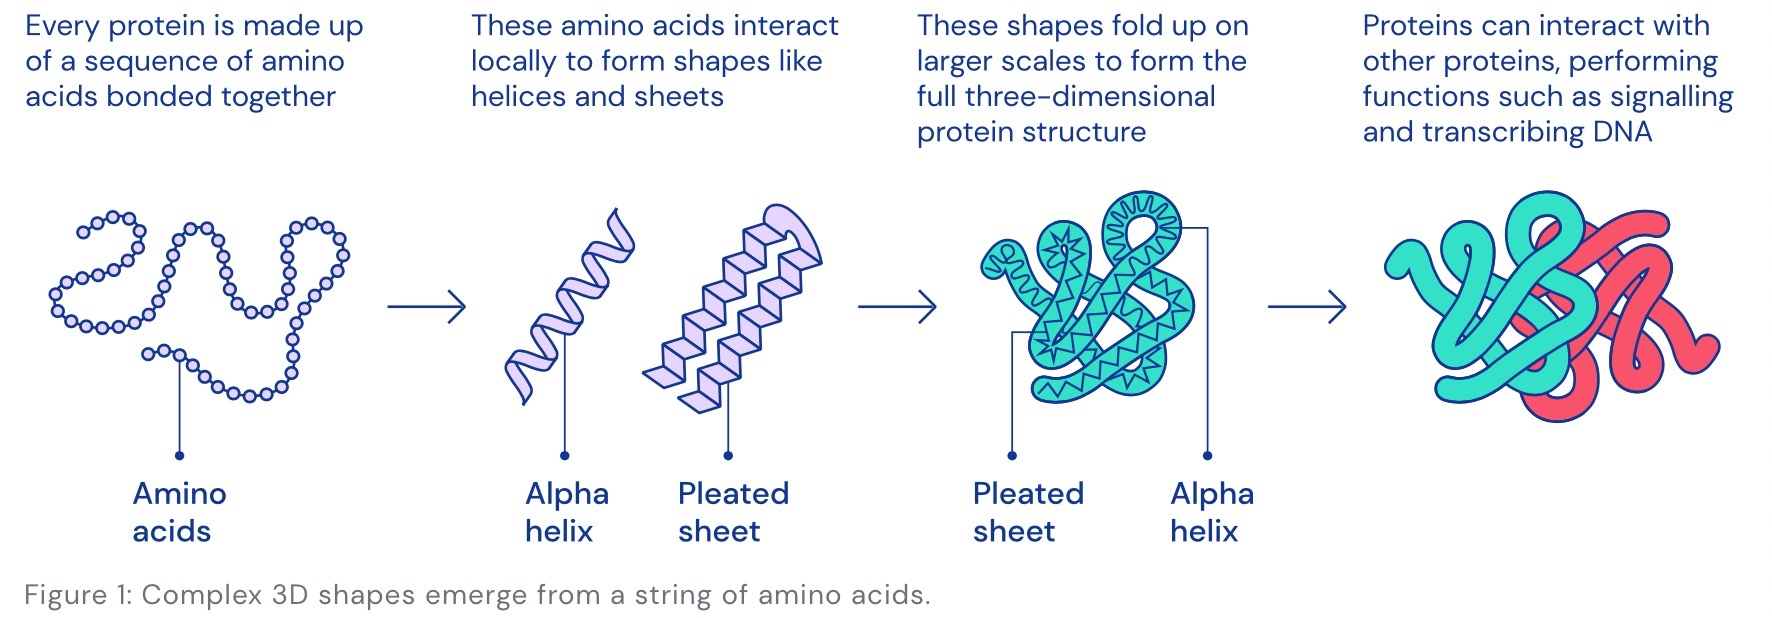 Every protein is made up
of a sequence of amino
acids bonded together
These amino acids interact
locally to form shapes like
helices and sheets
These shapes fold up on
larger scales to form the
full three-dimensional
protein structure
Proteins can interact with
other proteins, performing
functions such as signalling
and transcribing DNA
Amino
acids
Alpha
helix
Pleated
sheet
Pleated
sheet
Alpha
helix
Figure 1: Complex 3D shapes emerge from a string of amino acids.